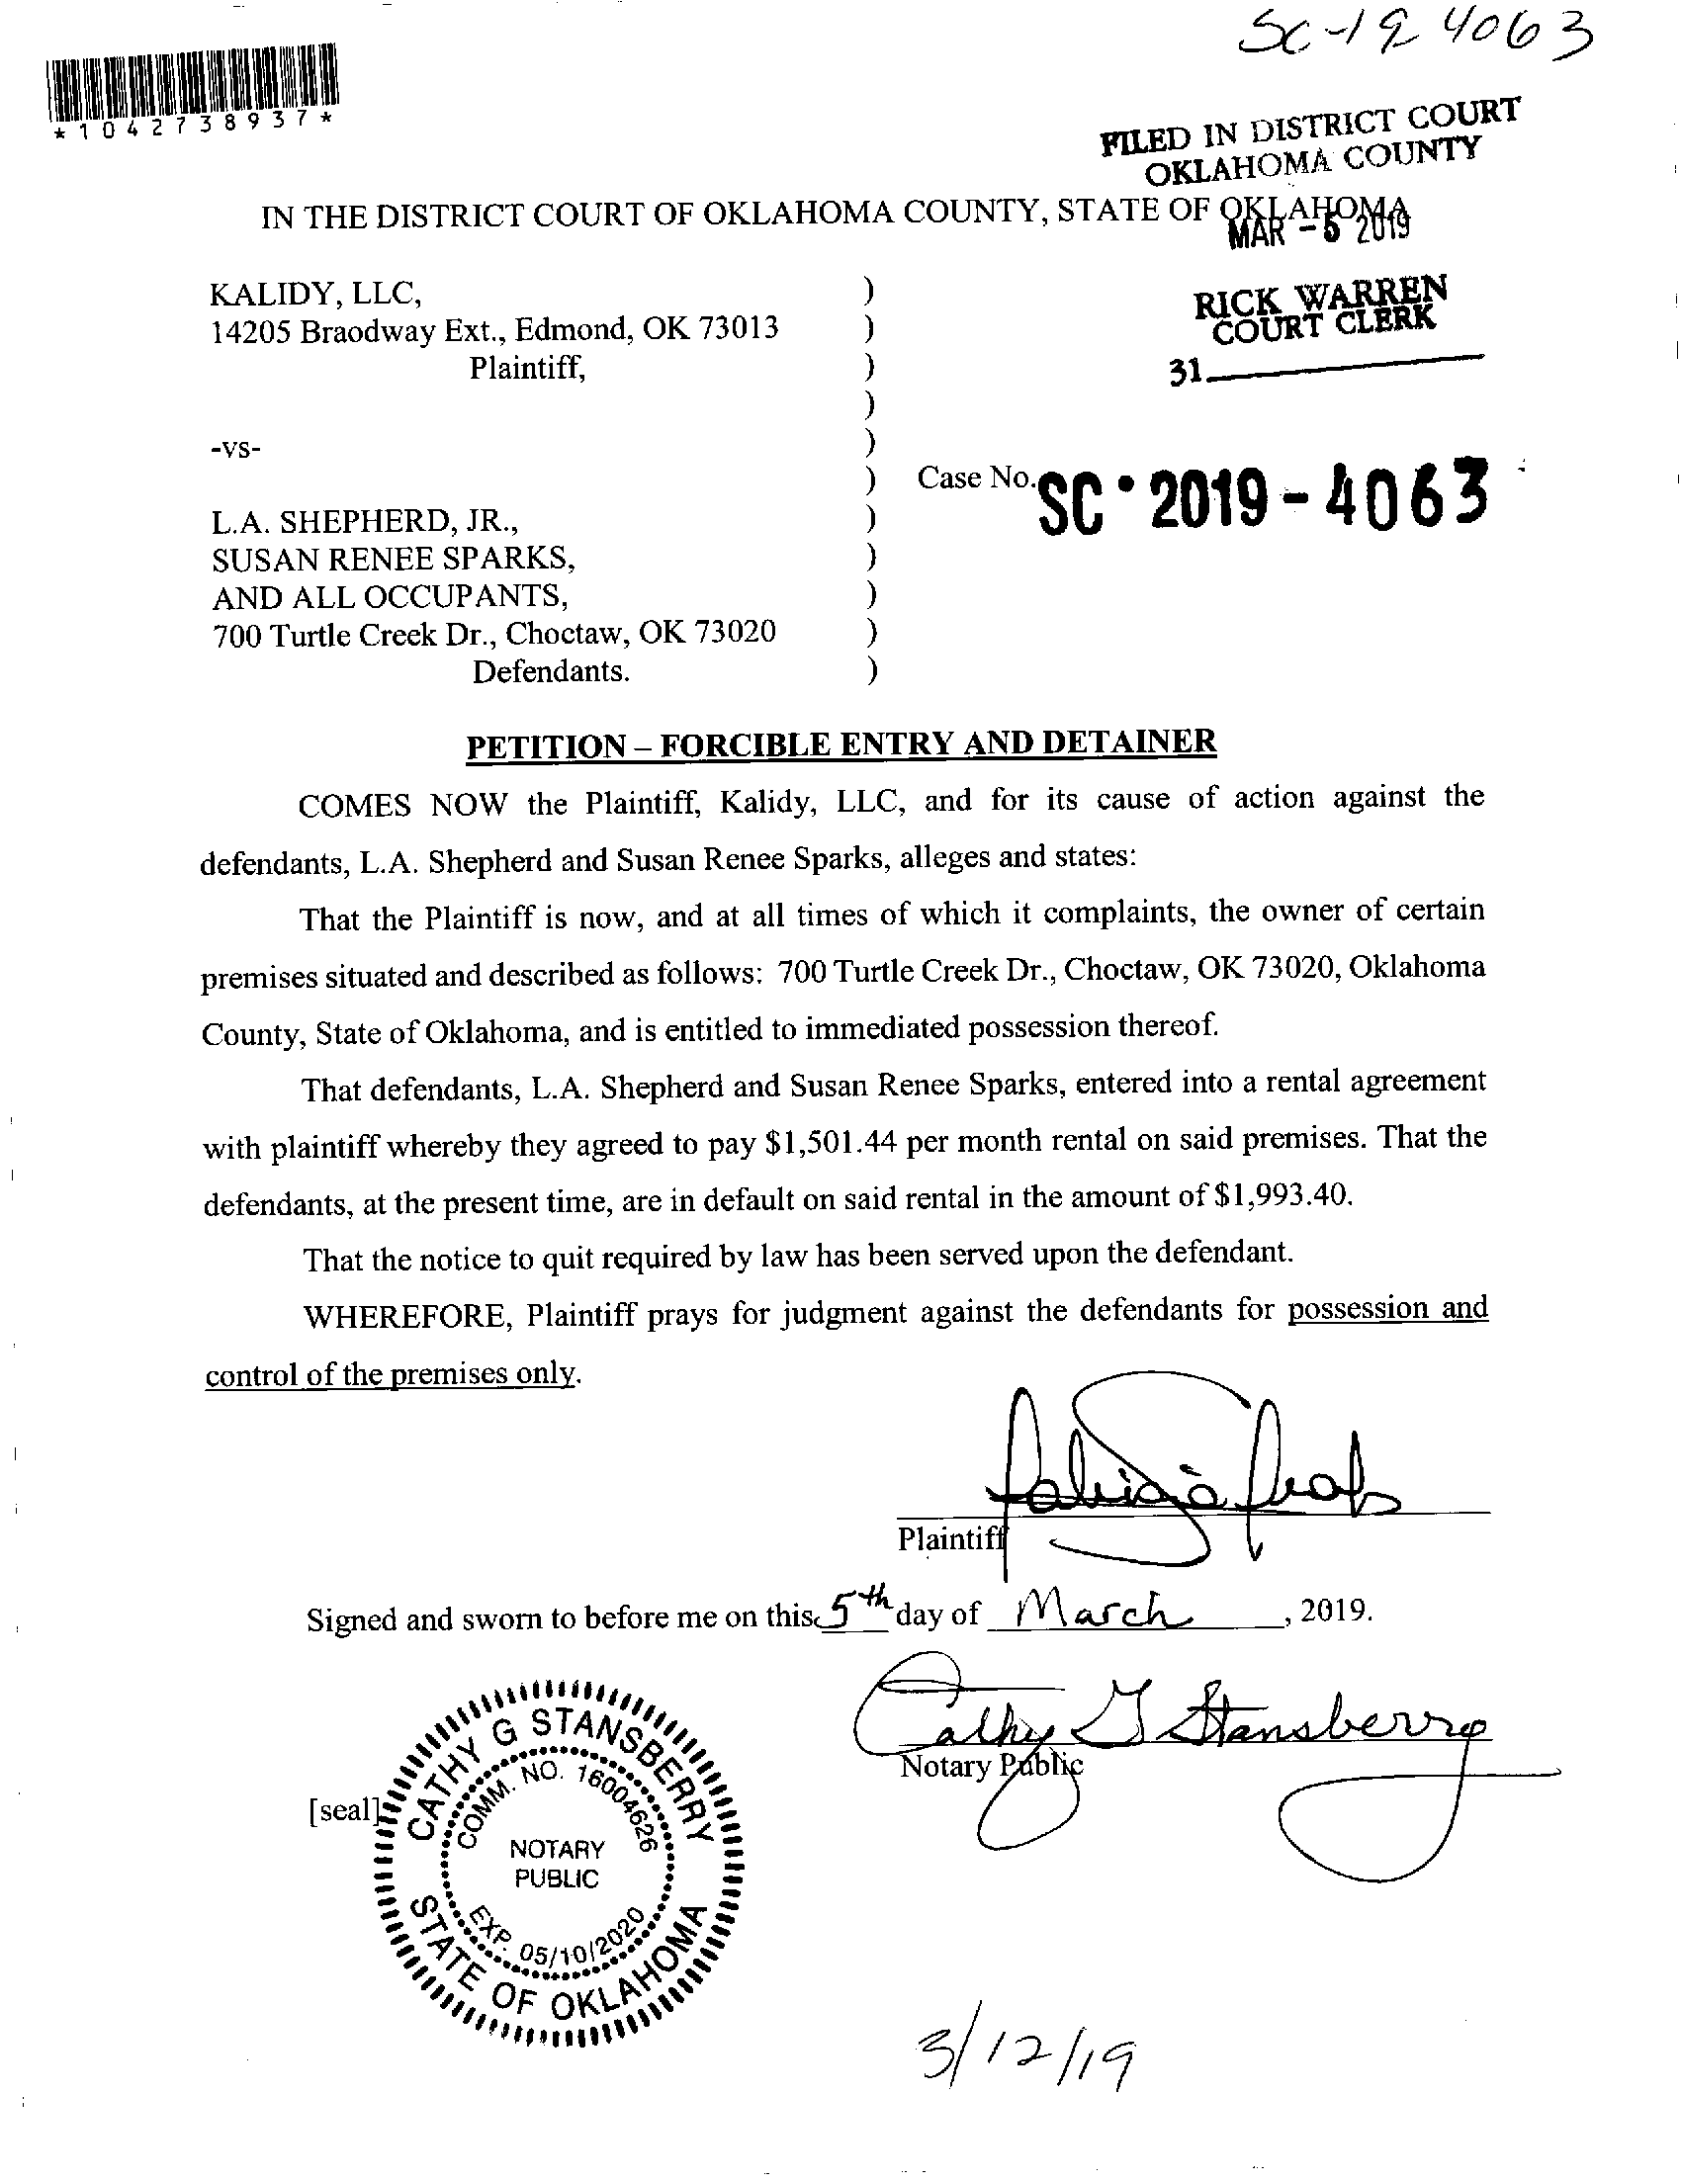 SC-19 4063
*1042738937*
FILED IN DISTRICT COURT
OKLAHOMA COUNTY
IN THE DISTRICT COURT OF OKLAHOMA COUNTY, STATE OF OKLAHOMA
MAR - 5 2019
KALIDY, LLC, )
14205 Braodway Ext., Edmond, OK 73013 )
Plaintiff, )
)
RICK WARREN
COURT CLERK
31
-vs- )
)
Case No. SC • 2019 - 4063
L.A. SHEPHERD, JR., )
SUSAN RENEE SPARKS, )
AND ALL OCCUPANTS, )
700 Turtle Creek Dr., Choctaw, OK 73020 )
Defendants. )
PETITION – FORCIBLE ENTRY AND DETAINER
COMES NOW the Plaintiff, Kalidy, LLC, and for its cause of action against the
defendants, L.A. Shepherd and Susan Renee Sparks, alleges and states:
That the Plaintiff is now, and at all times of which it complaints, the owner of certain
premises situated and described as follows: 700 Turtle Creek Dr., Choctaw, OK 73020, Oklahoma
County, State of Oklahoma, and is entitled to immediated possession thereof.
That defendants, L.A. Shepherd and Susan Renee Sparks, entered into a rental agreement
with plaintiff whereby they agreed to pay $1,501.44 per month rental on said premises. That the
defendants, at the present time, are in default on said rental in the amount of $1,993.40.
That the notice to quit required by law has been served upon the defendant.
WHEREFORE, Plaintiff prays for judgment against the defendants for possession and
control of the premises only.
Plaintiff
Signed and sworn to before me on this 5th day of March, 2019.
Cathy G Stansberry
Notary Public
[seal]
CATHY G STANSBERRY
COMM. NO. 16004626
NOTARY
PUBLIC
EXP. 05/10/2020
STATE OF OKLAHOMA
3/12/19